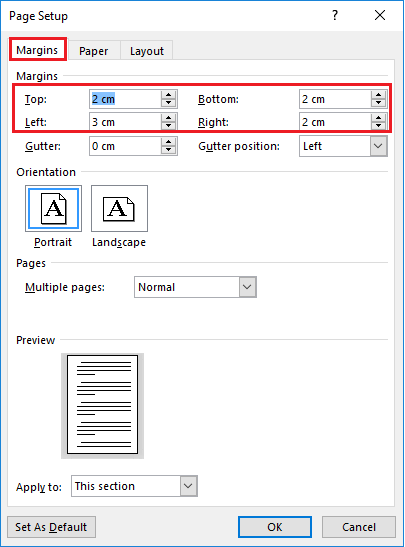 Page Setup ? ×
Margins Paper Layout
Margins
Top: 2 cm Bottom: 2 cm
Left: 3 cm Right: 2 cm
Gutter: 0 cm Gutter position: Left
Orientation
A A
Portrait Landscape
Pages
Multiple pages: Normal
Preview
Apply to: This section
Set As Default OK Cancel